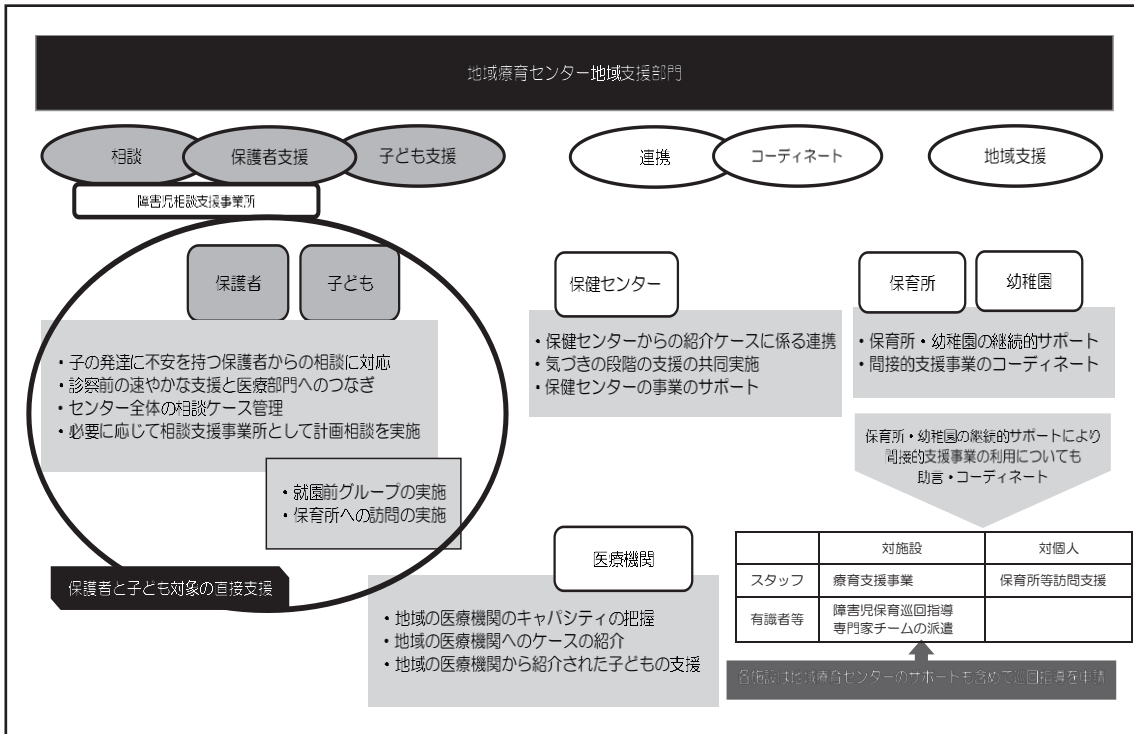 地域療育センター地域支援部門
相談
保護者支援
子ども支援
連携
コーディネート
地域支援
障害児相談支援事業所
保護者
子ども
・子の発達に不安を持つ保護者からの相談に対応
・診察前の速やかな支援と医療部門へのつなぎ
・センター全体の相談ケース管理
・必要に応じて相談支援事業所として計画相談を実施
・就園前グループの実施
・保育所への訪問の実施
保護者と子ども対象の直接支援
保健センター
・保健センターからの紹介ケースに係る連携
・気づきの段階の支援の共同実施
・保健センターの事業のサポート
医療機関
・地域の医療機関のキャパシティの把握
・地域の医療機関へのケースの紹介
・地域の医療機関から紹介された子どもの支援
保育所
幼稚園
・保育所・幼稚園の継続的サポート
・間接的支援事業のコーディネート
保育所・幼稚園の継続的サポートにより
間接的支援事業の利用についても
助言・コーディネート
対施設
対個人
スタッフ
療育支援事業
保育所等訪問支援
有識者等
障害児保育巡回指導
専門家チームの派遣
各施設は地域療育センターのサポートも含めて巡回指導を申請